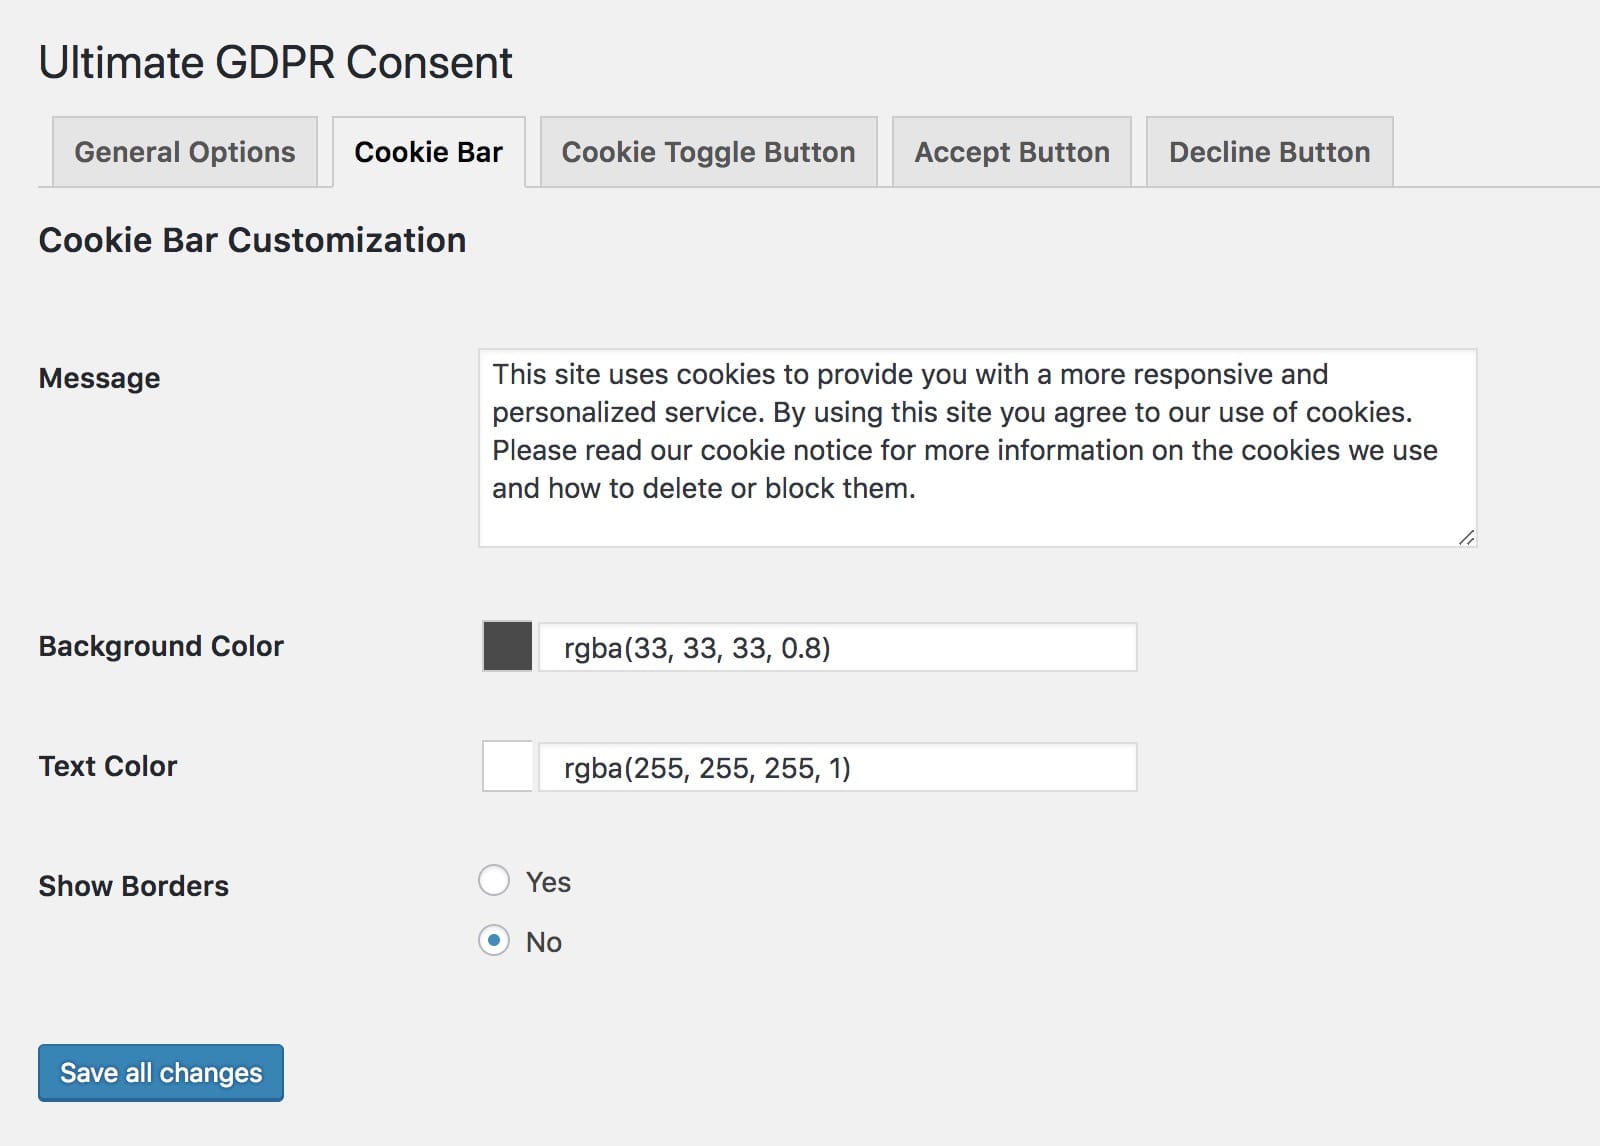 Ultimate GDPR Consent
General Options
Cookie Bar
Cookie Toggle Button
Accept Button
Decline Button
Cookie Bar Customization
Message
This site uses cookies to provide you with a more responsive and
personalized service. By using this site you agree to our use of cookies.
Please read our cookie notice for more information on the cookies we use
and how to delete or block them.
Background Color
rgba(33, 33, 33, 0.8)
Text Color
rgba(255, 255, 255, 1)
Show Borders
Yes
No
Save all changes